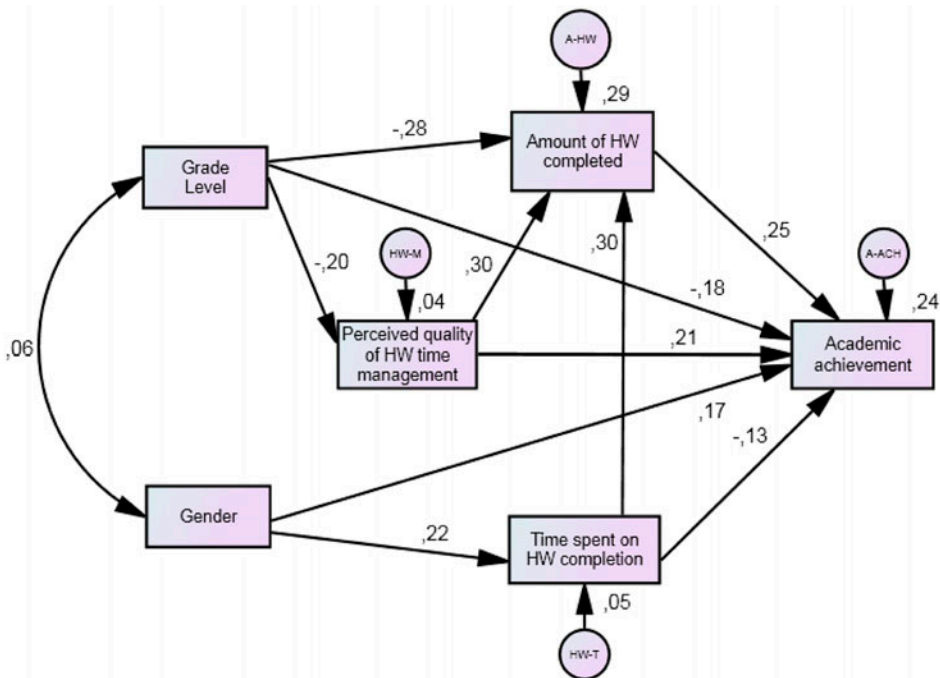 A-HW
,29
-,28
Amount of HW
completed
Grade
Level
,30
,25
HW-M
A-ACH
-,20
,30
-,18
,04
,24
Perceived quality
of HW time
management
,21
Academic
achievement
,06
,17
-,13
Gender
,22
Time spent on
HW completion
,05
HW-T